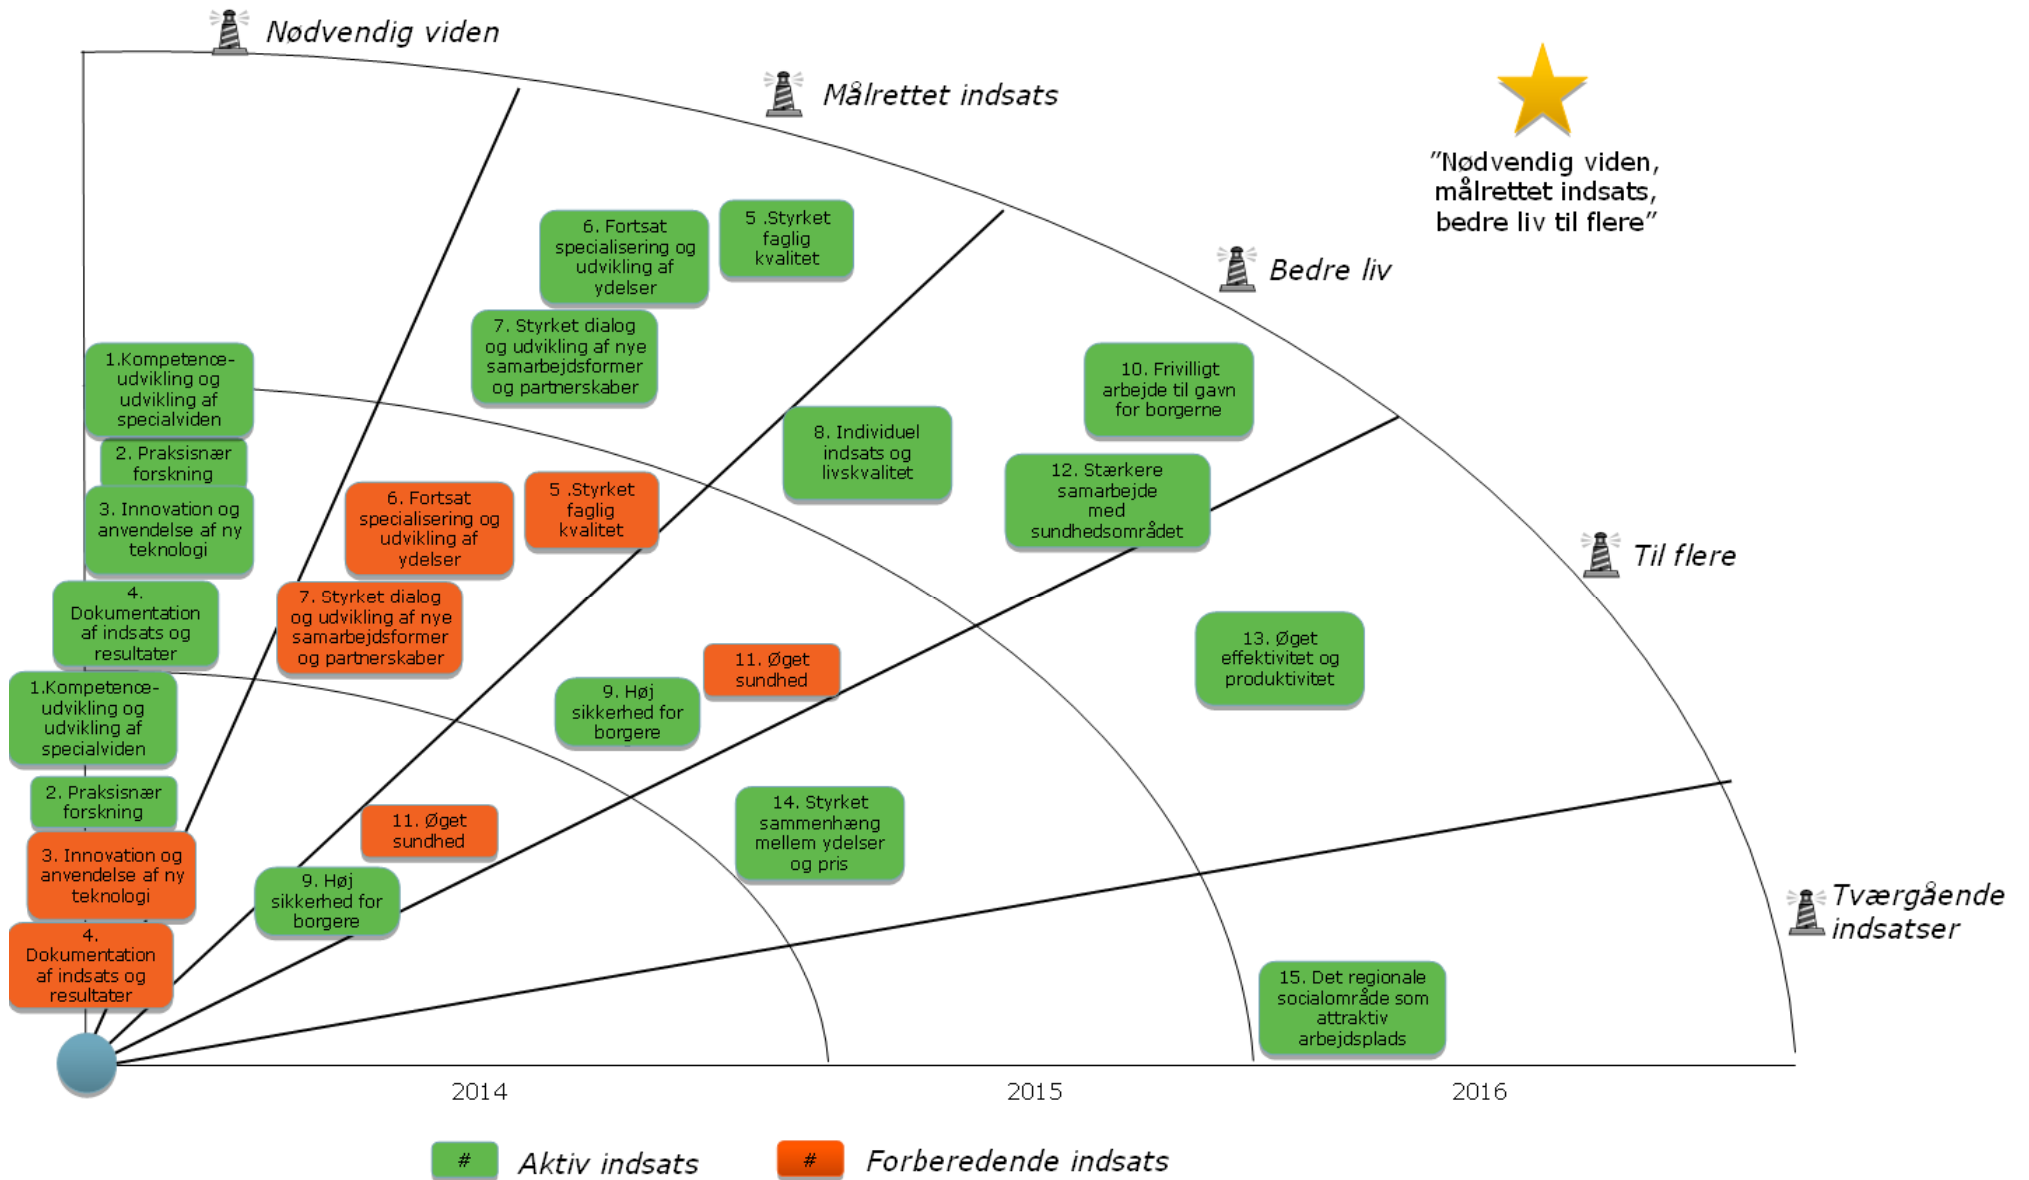 Nødvendig viden
Målrettet indsats
”Nødvendig viden,
målrettet indsats,
bedre liv til flere”
Bedre liv
Til flere
Tværgående
indsatser
6. Fortsat
specialisering og
udvikling af
ydelser
5 .Styrket
faglig
kvalitet
7. Styrket dialog
og udvikling af nye
samarbejdsformer
og partnerskaber
1.Kompetence-
udvikling og
udvikling af
specialviden
2. Praksisnær
forskning
3. Innovation og
anvendelse af ny
teknologi
4.
Dokumentation
af indsats og
resultater
10. Frivilligt
arbejde til gavn
for borgerne
8. Individuel
indsats og
livskvalitet
12. Stærkere
samarbejde
med
sundhedsområdet
6. Fortsat
specialisering og
udvikling af
ydelser
5 .Styrket
faglig
kvalitet
7. Styrket dialog
og udvikling af nye
samarbejdsformer
og partnerskaber
13. Øget
effektivitet og
produktivitet
11. Øget
sundhed
9. Høj
sikkerhed for
borgere
1.Kompetence-
udvikling og
udvikling af
specialviden
2. Praksisnær
forskning
3. Innovation og
anvendelse af ny
teknologi
4.
Dokumentation
af indsats og
resultater
11. Øget
sundhed
9. Høj
sikkerhed for
borgere
14. Styrket
sammenhæng
mellem ydelser
og pris
15. Det regionale
socialområde som
attraktiv
arbejdsplads
2014
2015
2016
# Aktiv indsats
# Forberedende indsats